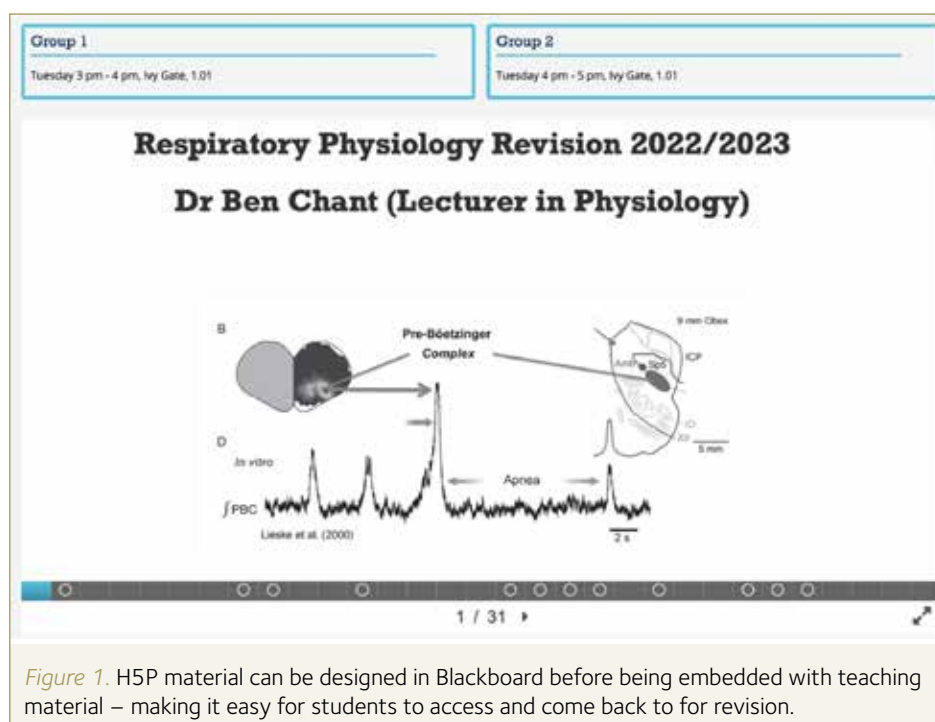 Group 1
Tuesday 3 pm - 4 pm, Ivy Gate, 1.01
Group 2
Tuesday 4 pm - 5 pm, Ivy Gate, 1.01
Respiratory Physiology Revision 2022/2023
Dr Ben Chant (Lecturer in Physiology)
B
Pre-Böetzinger
Complex
9 mm Obex
ICP
Amb
Sp5
5 mm
D
In vitro
Apnea
∫PBC
Lieske et al. (2000)
2 s
1 / 31
Figure 1. H5P material can be designed in Blackboard before being embedded with teaching
material – making it easy for students to access and come back to for revision.